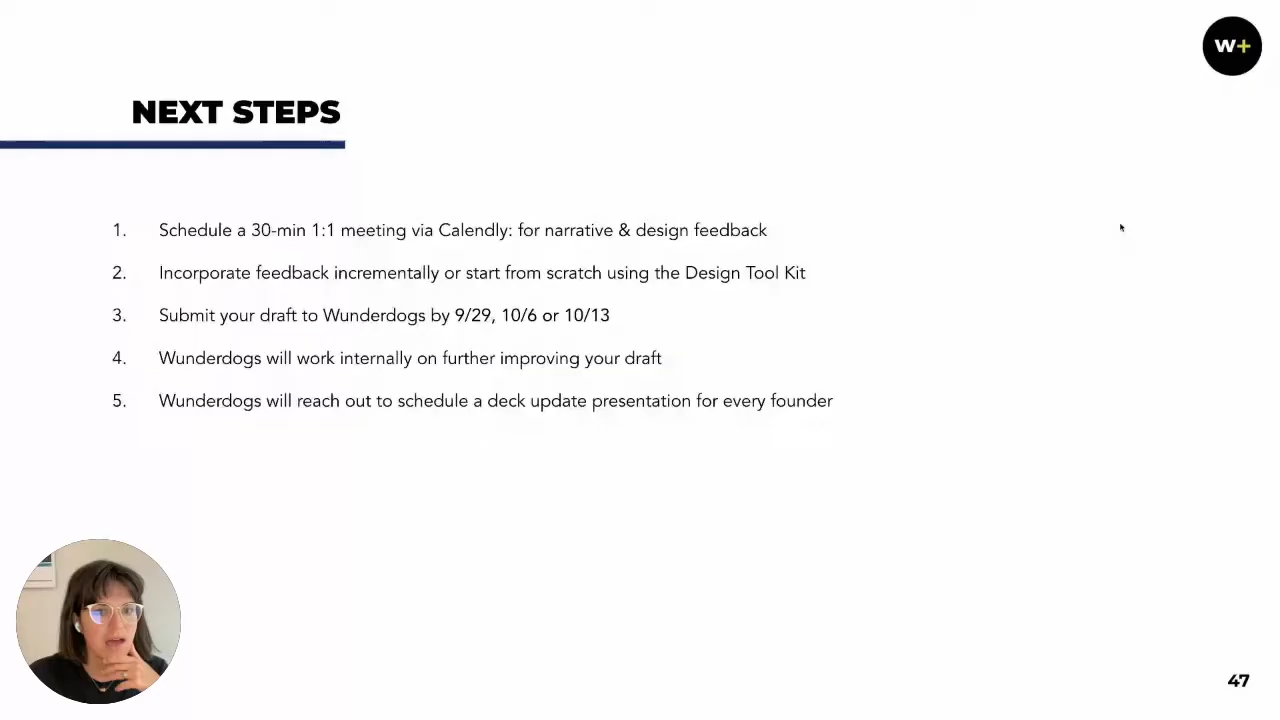 w+
NEXT STEPS
1. Schedule a 30-min 1:1 meeting via Calendly: for narrative & design feedback
2. Incorporate feedback incrementally or start from scratch using the Design Tool Kit
3. Submit your draft to Wunderdogs by 9/29, 10/6 or 10/13
4. Wunderdogs will work internally on further improving your draft
5. Wunderdogs will reach out to schedule a deck update presentation for every founder
47